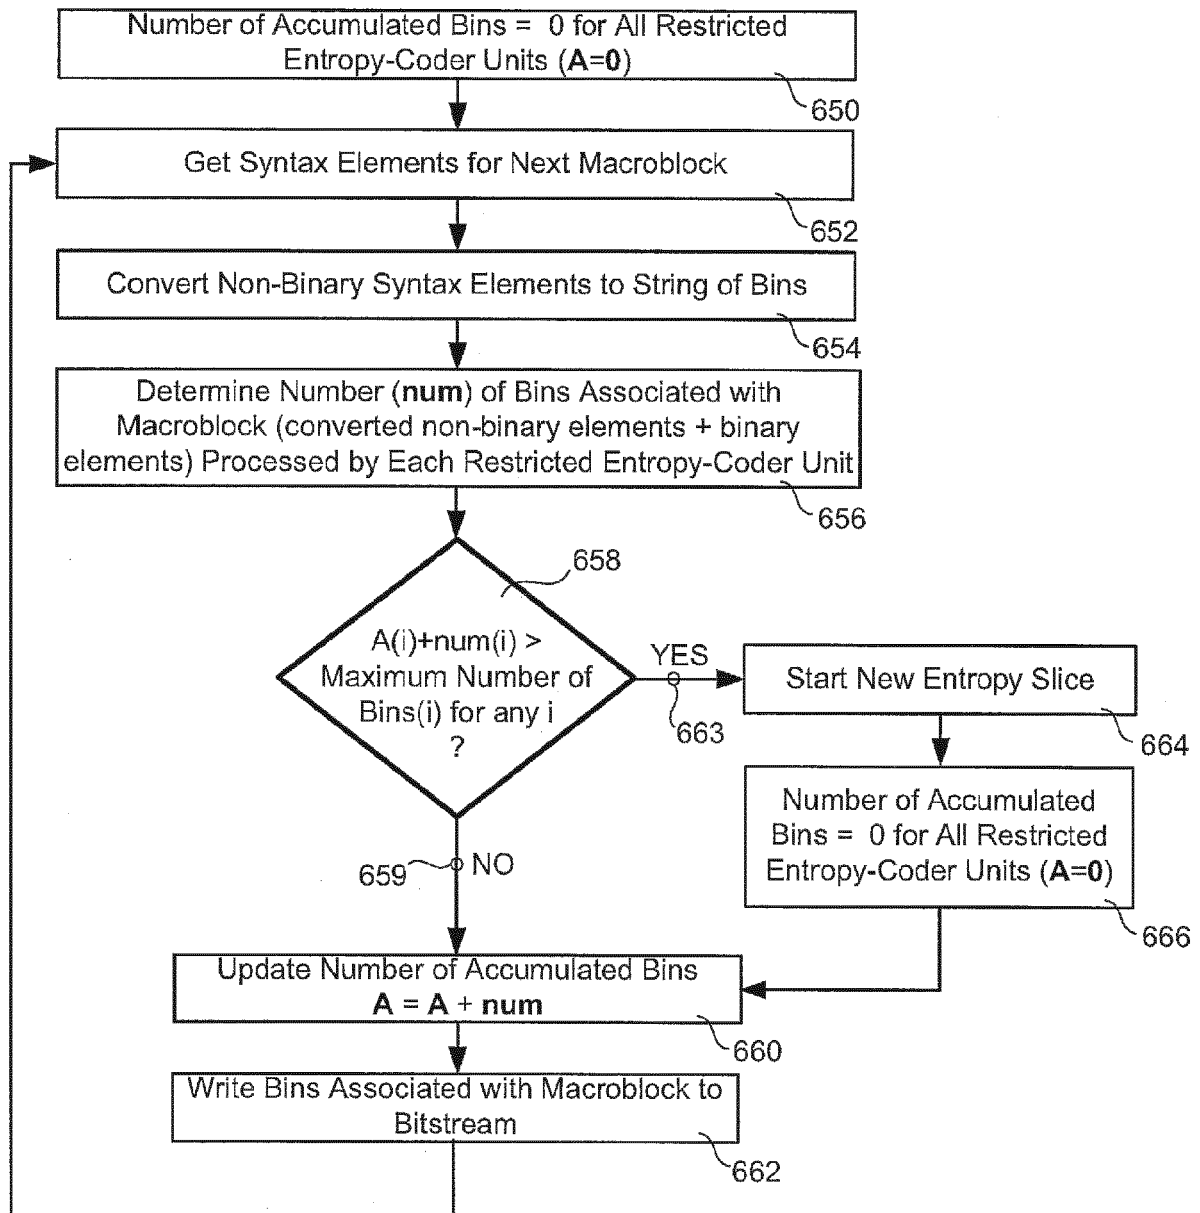 Number of Accumulated Bins = 0 for All Restricted
Entropy-Coder Units (A=0)
650
Get Syntax Elements for Next Macroblock
652
Convert Non-Binary Syntax Elements to String of Bins
654
Determine Number (num) of Bins Associated with
Macroblock (converted non-binary elements + binary
elements) Processed by Each Restricted Entropy-Coder Unit
656
658
A(i)+num(i) >
Maximum Number of
Bins(i) for any i
?
YES
663
Start New Entropy Slice
664
Number of Accumulated
Bins = 0 for All Restricted
Entropy-Coder Units (A=0)
666
659
NO
Update Number of Accumulated Bins
A = A + num
660
Write Bins Associated with Macroblock to
Bitstream
662